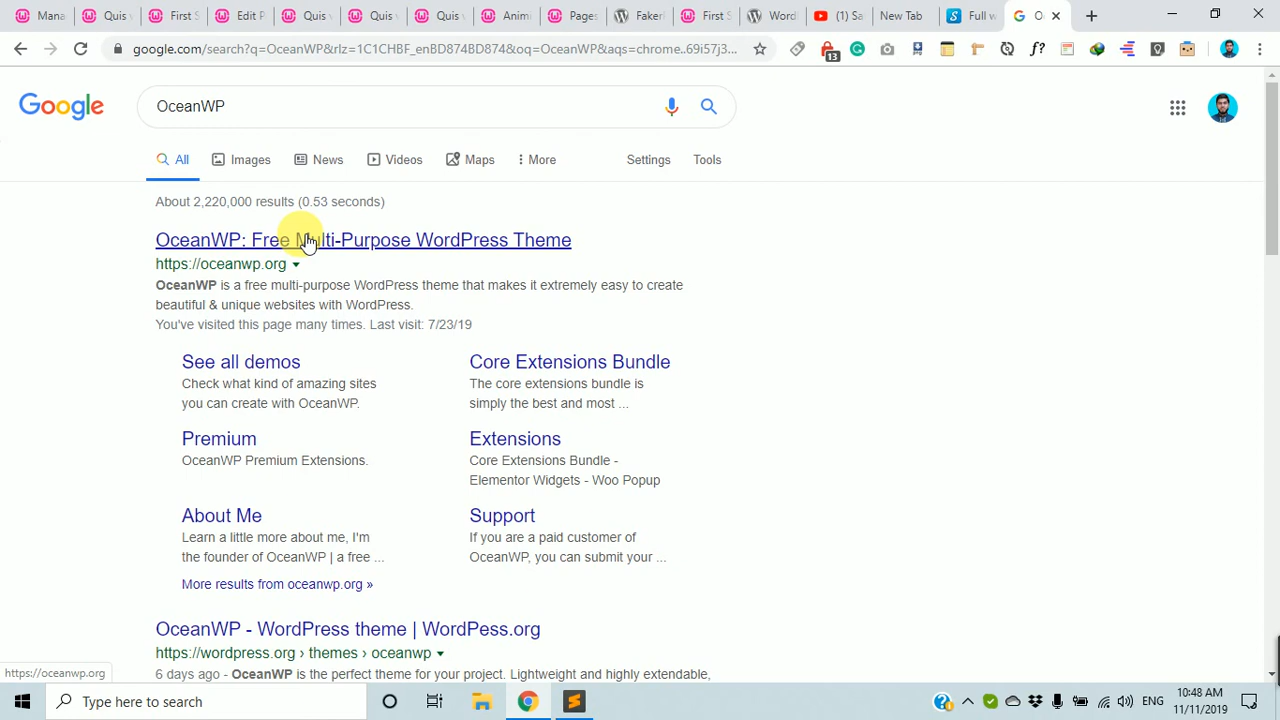 Mana
Quis v
First S
Edit P
Quis v
Quis v
Quis v
Anim
Pages
Faker
First S
Word
(1) Sa
New Tab
Full w
O
google.com/search?q=OceanWP&rlz=1C1CHBF_enBD874BD874&oq=OceanWP&aqs=chrome..69i57j3...
13
f?
Google
OceanWP
All
Images
News
Videos
Maps
More
Settings
Tools
About 2,220,000 results (0.53 seconds)
OceanWP: Free Multi-Purpose WordPress Theme
https://oceanwp.org
OceanWP is a free multi-purpose WordPress theme that makes it extremely easy to create
beautiful & unique websites with WordPress.
You've visited this page many times. Last visit: 7/23/19
See all demos
Check what kind of amazing sites
you can create with OceanWP.
Core Extensions Bundle
The core extensions bundle is
simply the best and most ...
Premium
OceanWP Premium Extensions.
Extensions
Core Extensions Bundle -
Elementor Widgets - Woo Popup
About Me
Learn a little more about me, I'm
the founder of OceanWP | a free ...
Support
If you are a paid customer of
OceanWP, you can submit your ...
More results from oceanwp.org »
OceanWP - WordPress theme | WordPess.org
https://wordpress.org › themes › oceanwp
6 days ago - OceanWP is the perfect theme for your project. Lightweight and highly extendable,
https://oceanwp.org
Type here to search
ENG
10:48 AM
11/11/2019